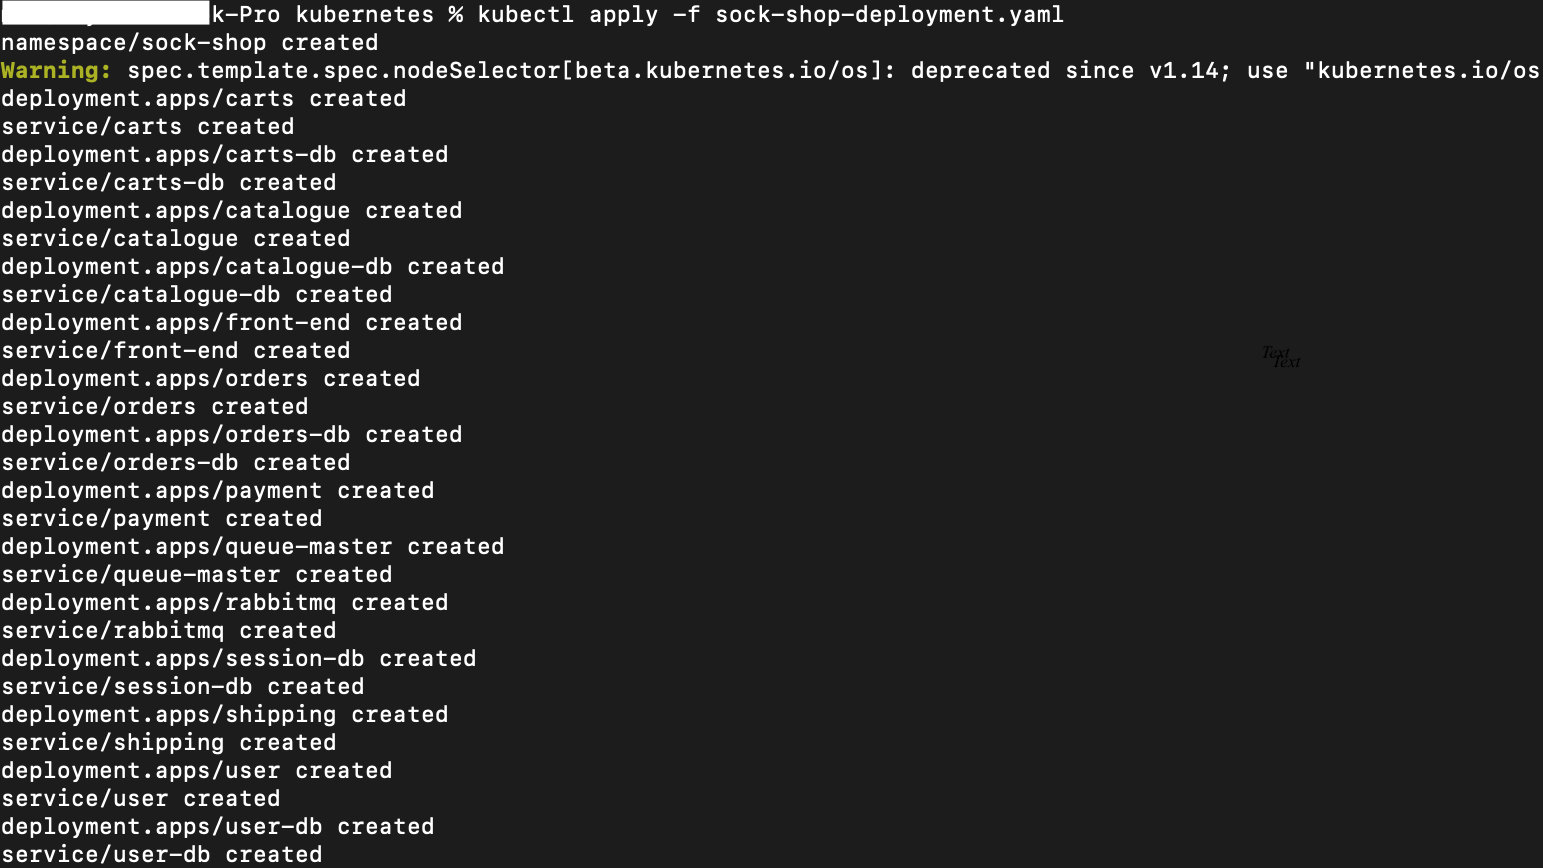 k-Pro kubernetes % kubectl apply -f sock-shop-deployment.yaml
namespace/sock-shop created
Warning: spec.template.spec.nodeSelector[beta.kubernetes.io/os]: deprecated since v1.14; use "kubernetes.io/os
deployment.apps/carts created
service/carts created
deployment.apps/carts-db created
service/carts-db created
deployment.apps/catalogue created
service/catalogue created
deployment.apps/catalogue-db created
service/catalogue-db created
deployment.apps/front-end created
service/front-end created
Text
Text
deployment.apps/orders created
service/orders created
deployment.apps/orders-db created
service/orders-db created
deployment.apps/payment created
service/payment created
deployment.apps/queue-master created
service/queue-master created
deployment.apps/rabbitmq created
service/rabbitmq created
deployment.apps/session-db created
service/session-db created
deployment.apps/shipping created
service/shipping created
deployment.apps/user created
service/user created
deployment.apps/user-db created
service/user-db created